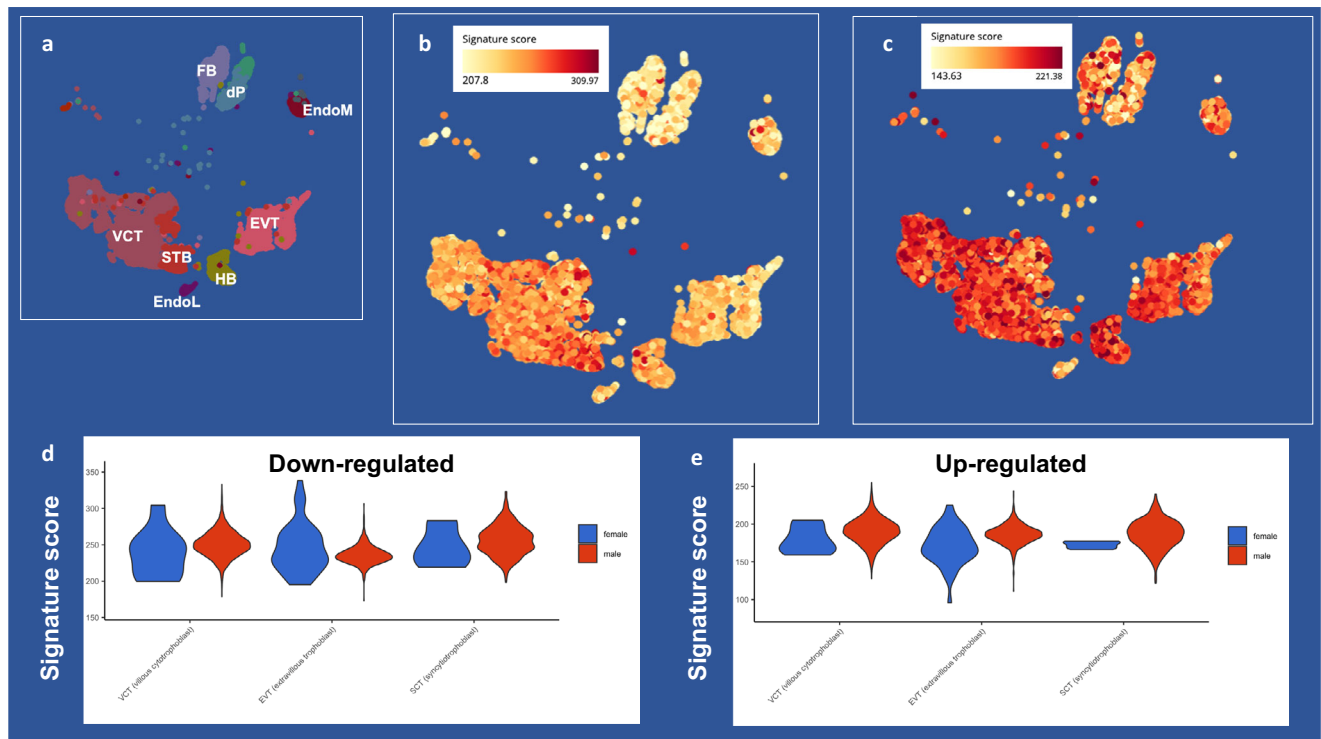 a
FB
dP
EndoM
VCT
EVT
STB
HB
EndoL
b
Signature score
207.8
309.97
c
Signature score
143.63
221.38
d
Down-regulated
Signature score
350
300
250
200
150
female
male
VCT (villous cytotrophoblast)
EVT (extravillous trophoblast)
SCT (syncytiotrophoblast)
e
Up-regulated
Signature score
250
200
150
100
female
male
VCT (villous cytotrophoblast)
EVT (extravillous trophoblast)
SCT (syncytiotrophoblast)